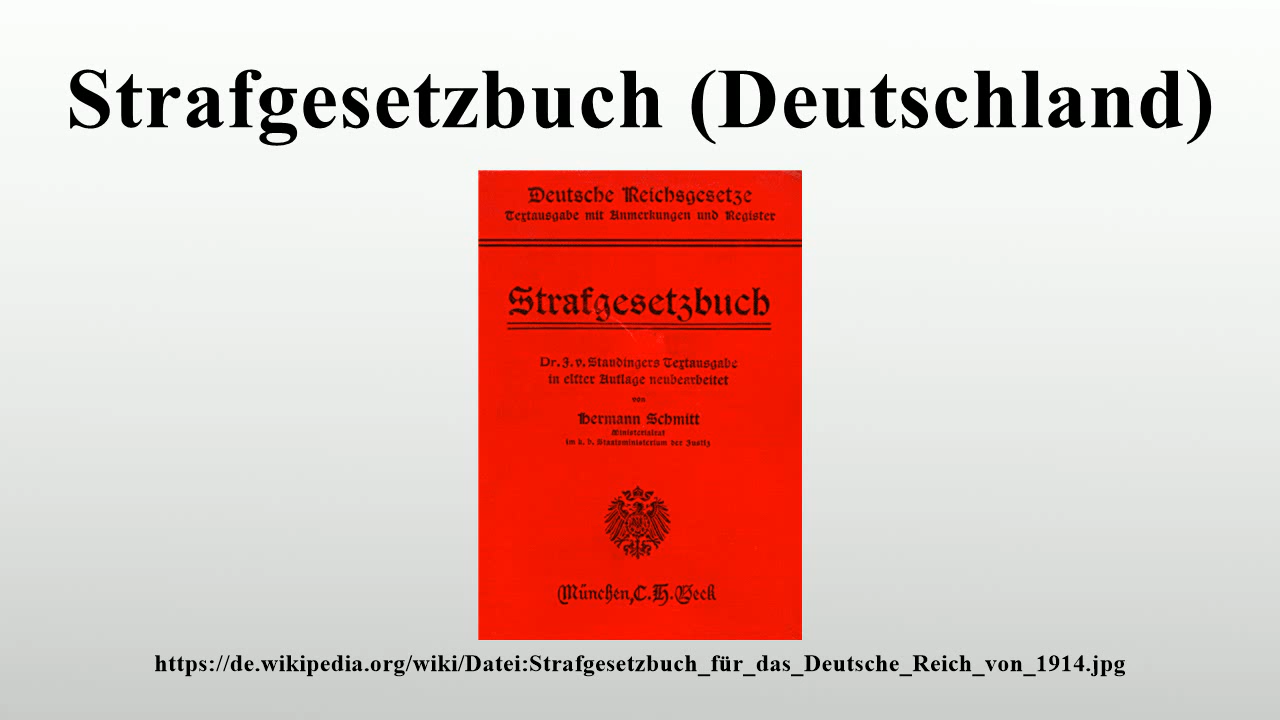 Strafgesetzbuch (Deutschland)
Deutsche Reichsgesetze
Textausgabe mit Anmerkungen und Register
Strafgesetzbuch
Dr. J. v. Staudingers Textausgabe
in elfter Auflage neubearbeitet
von
Hermann Schmitt
Ministerialrat
im k. b. Staatsministerium der Justiz
München, C. H. Beck
https://de.wikipedia.org/wiki/Datei:Strafgesetzbuch_für_das_Deutsche_Reich_von_1914.jpg